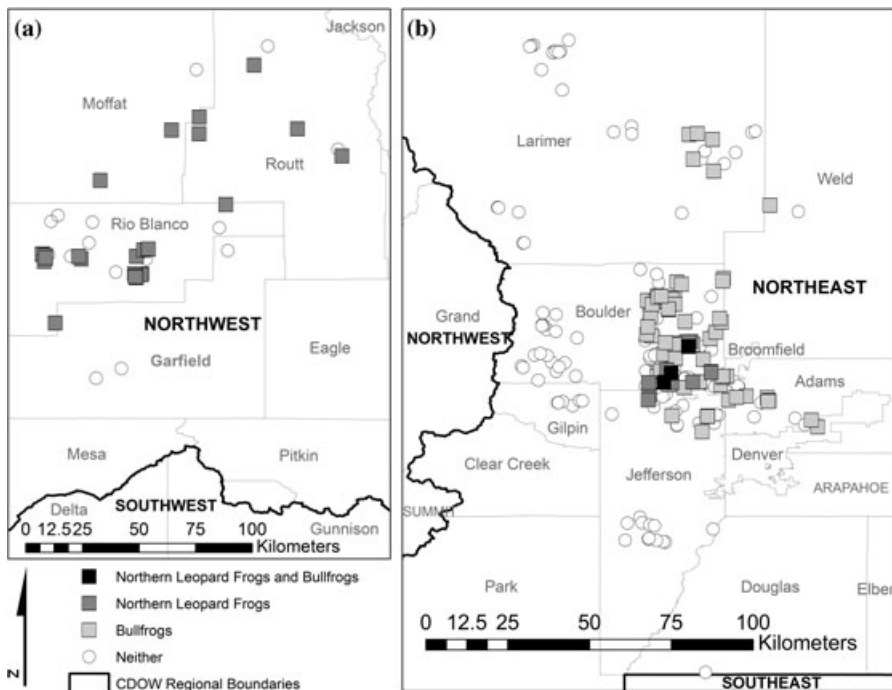 (a)
Jackson
Moffat
Routt
Rio Blanco
NORTHWEST
Garfield
Eagle
Mesa
Pitkin
SOUTHWEST
Delta
Gunnison
0 12.525 50 75 100
Kilometers
Northern Leopard Frogs and Bullfrogs
Northern Leopard Frogs
Bullfrogs
Neither
CDOW Regional Boundaries
N
(b)
Larimer
Weld
NORTHEAST
Grand
Boulder
NORTHWEST
Broomfield
Adams
Gilpin
Denver
Clear Creek
Jefferson
ARAPAHOE
SUMMIT
Park
Douglas
Elber
0 12.5 25 50 75 100
Kilometers
SOUTHEAST